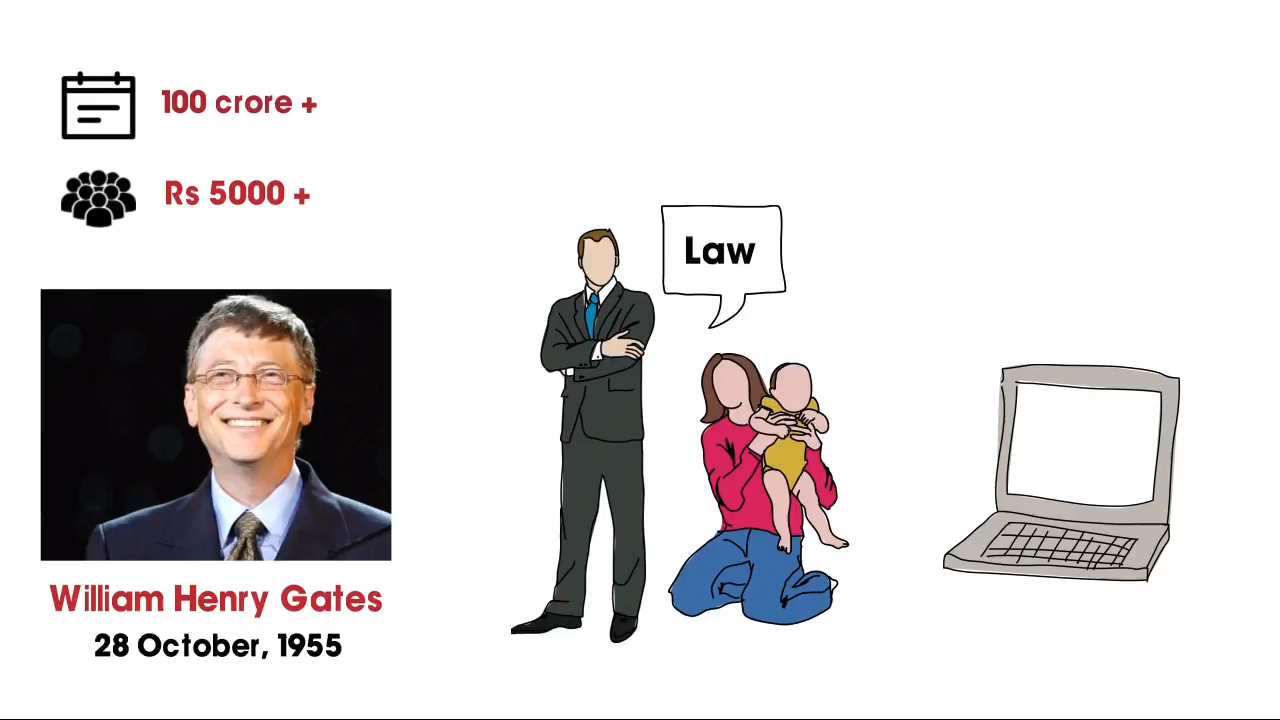 100 crore +
Rs 5000 +
Law
William Henry Gates
28 October, 1955